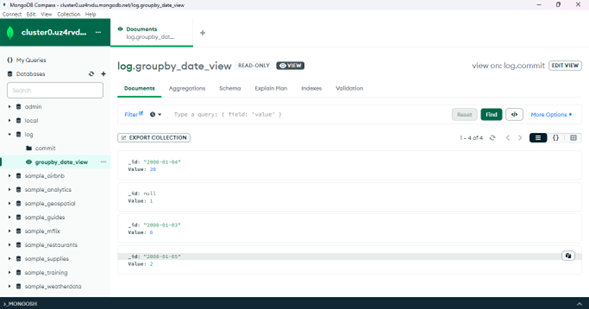 MongoDB Compass - cluster0.uz4rvdu.mongodb.net/log.groupby_date_view
Connect Edit View Collection Help
cluster0.uz4rvd...
Documents
log.groupby_dat...
My Queries
Databases
Search
admin
local
log
commit
groupby_date_view
sample_airbnb
sample_analytics
sample_geospatial
sample_guides
sample_mflix
sample_restaurants
sample_supplies
sample_training
sample_weatherdata
log.groupby_date_view READ-ONLY VIEW
view on: log.commit EDIT VIEW
Documents Aggregations Schema Explain Plan Indexes Validation
Filter Type a query: { field: 'value' } Reset Find More Options
EXPORT COLLECTION 1 – 4 of 4
_id: "2008-01-04"
Value: 20
_id: null
Value: 1
_id: "2008-01-03"
Value:
_id: "2008-01-05"
Value: 2
>_MONGOSH